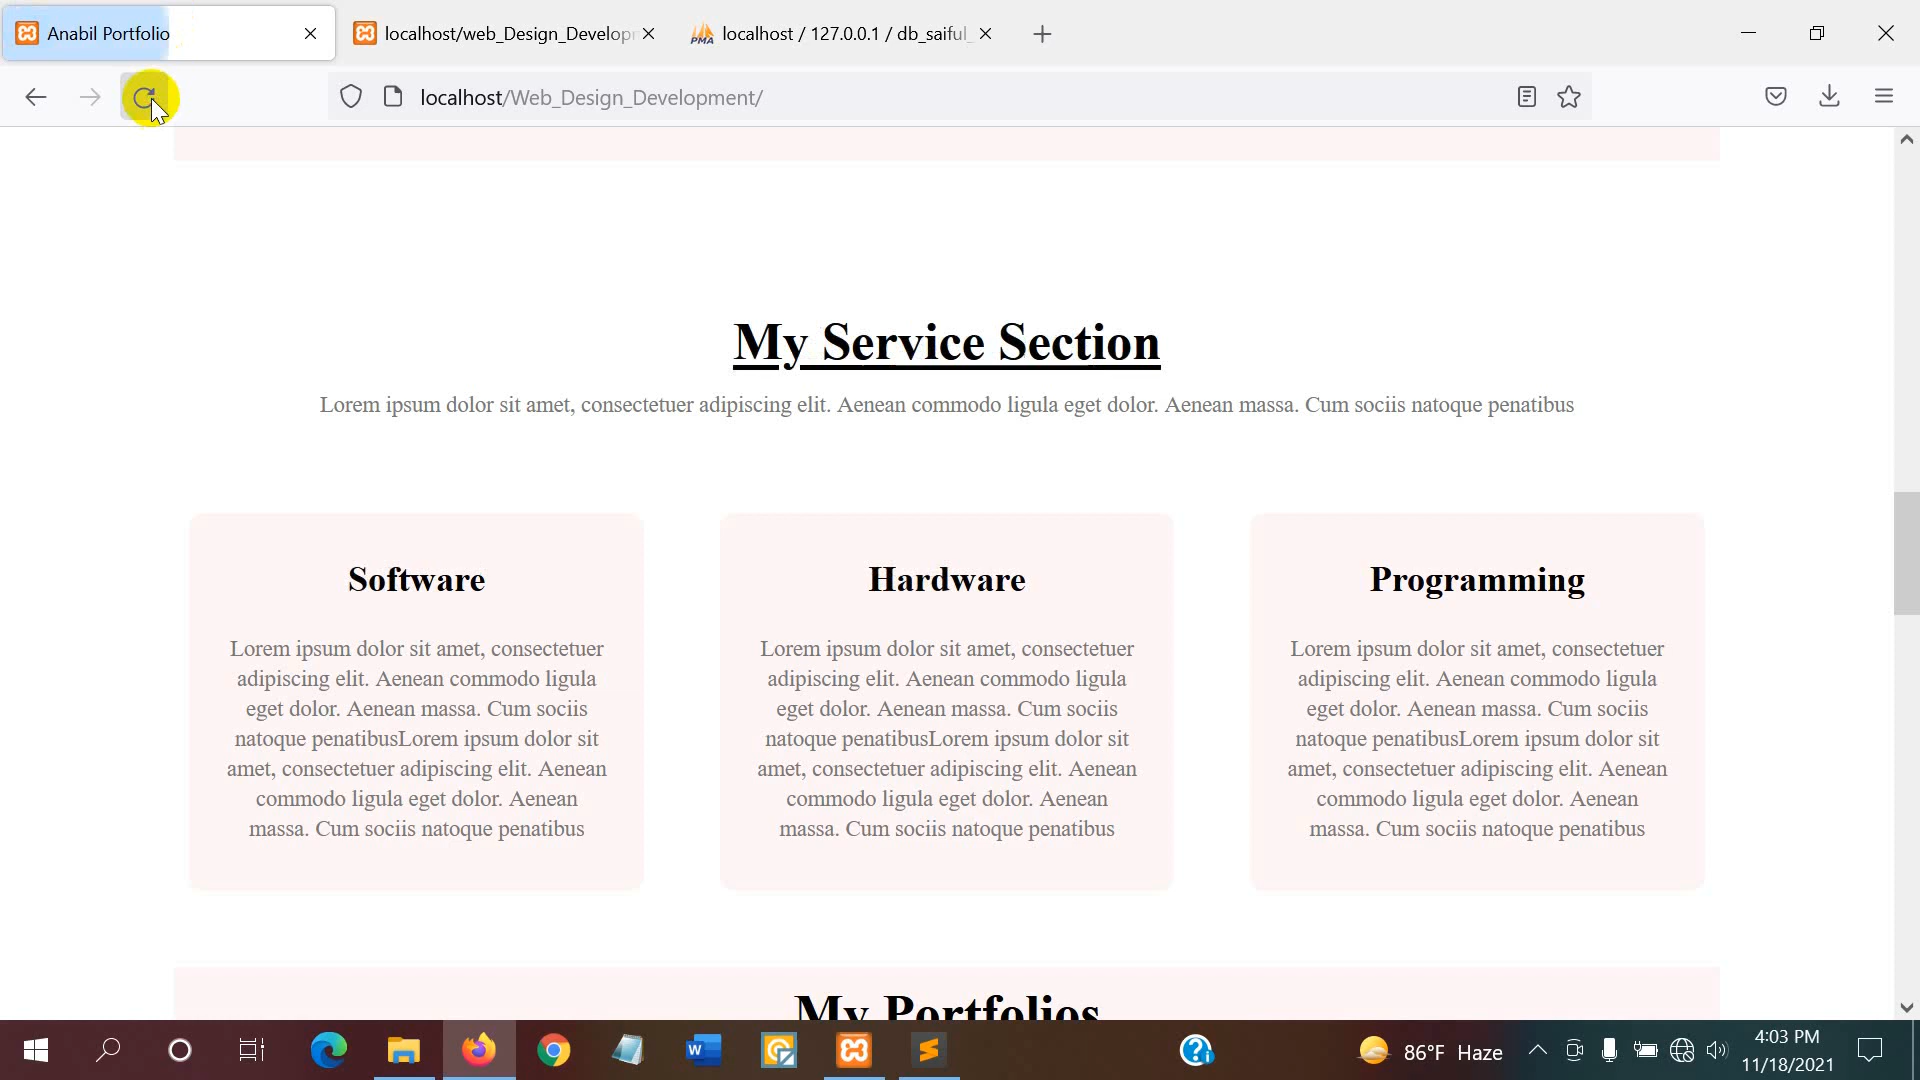 Anabil Portfolio
localhost/web_Design_Develop
localhost / 127.0.0.1 / db_saiful_
localhost/Web_Design_Development/
My Service Section
Lorem ipsum dolor sit amet, consectetuer adipiscing elit. Aenean commodo ligula eget dolor. Aenean massa. Cum sociis natoque penatibus
Software
Lorem ipsum dolor sit amet, consectetuer
adipiscing elit. Aenean commodo ligula
eget dolor. Aenean massa. Cum sociis
natoque penatibusLorem ipsum dolor sit
amet, consectetuer adipiscing elit. Aenean
commodo ligula eget dolor. Aenean
massa. Cum sociis natoque penatibus
Hardware
Lorem ipsum dolor sit amet, consectetuer
adipiscing elit. Aenean commodo ligula
eget dolor. Aenean massa. Cum sociis
natoque penatibusLorem ipsum dolor sit
amet, consectetuer adipiscing elit. Aenean
commodo ligula eget dolor. Aenean
massa. Cum sociis natoque penatibus
Programming
Lorem ipsum dolor sit amet, consectetuer
adipiscing elit. Aenean commodo ligula
eget dolor. Aenean massa. Cum sociis
natoque penatibusLorem ipsum dolor sit
amet, consectetuer adipiscing elit. Aenean
commodo ligula eget dolor. Aenean
massa. Cum sociis natoque penatibus
My Portfolios
86°F Haze
4:03 PM
11/18/2021